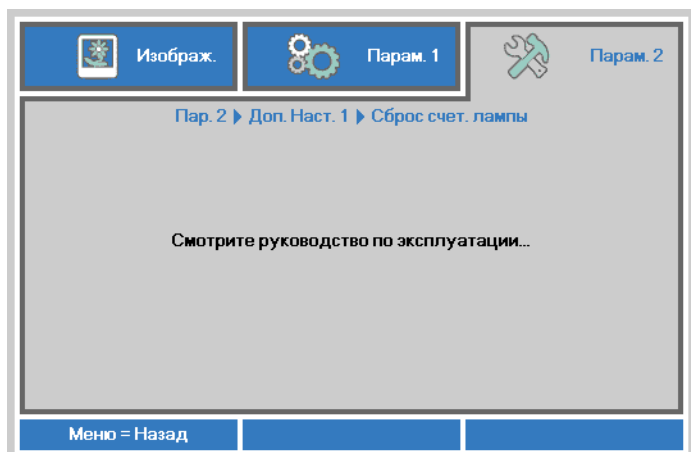 Изображ.
Парам. 1
Парам. 2
Пар. 2 ▶ Доп. Наст. 1 ▶ Сброс счет. лампы
Смотрите руководство по эксплуатации...
Меню = Назад